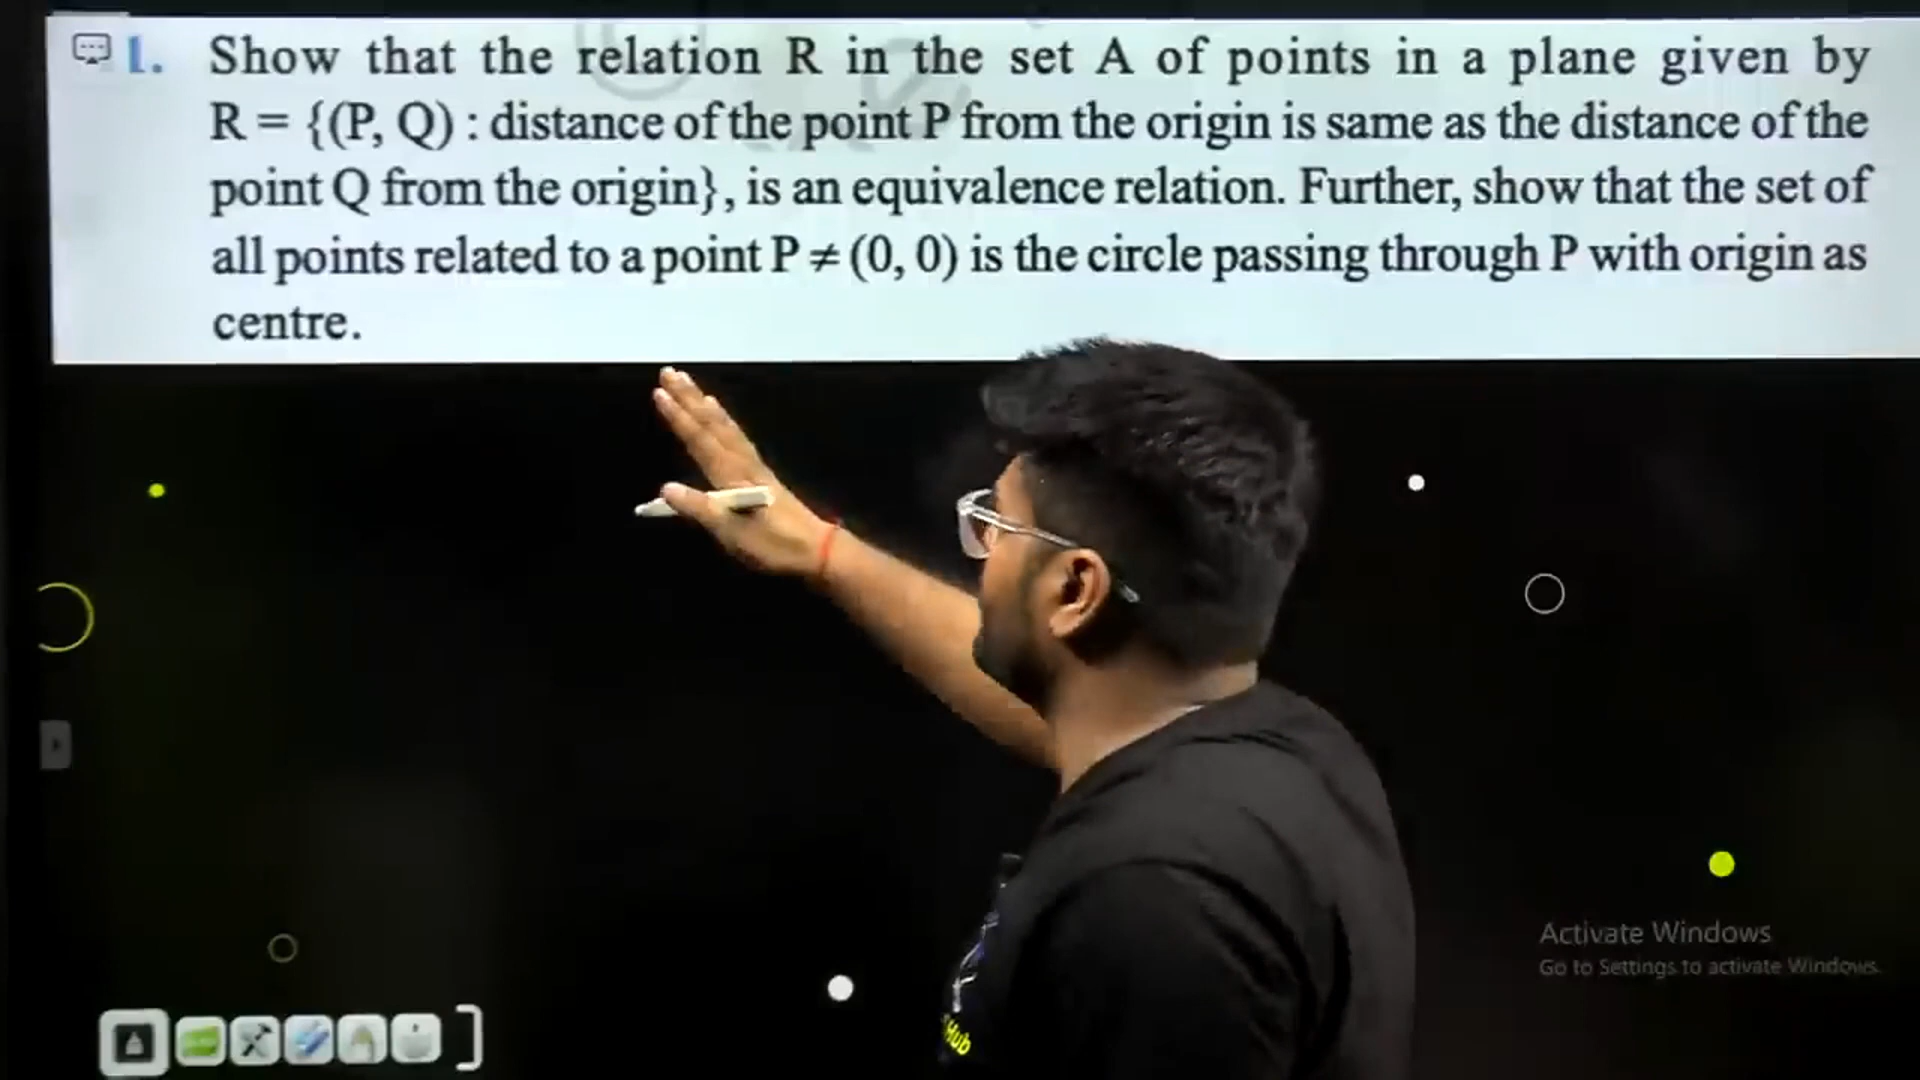 1. Show that the relation R in the set A of points in a plane given by
R = {(P, Q) : distance of the point P from the origin is same as the distance of the
point Q from the origin}, is an equivalence relation. Further, show that the set of
all points related to a point P ≠ (0, 0) is the circle passing through P with origin as
centre.
Activate Windows
Go to Settings to activate Windows.
Hub